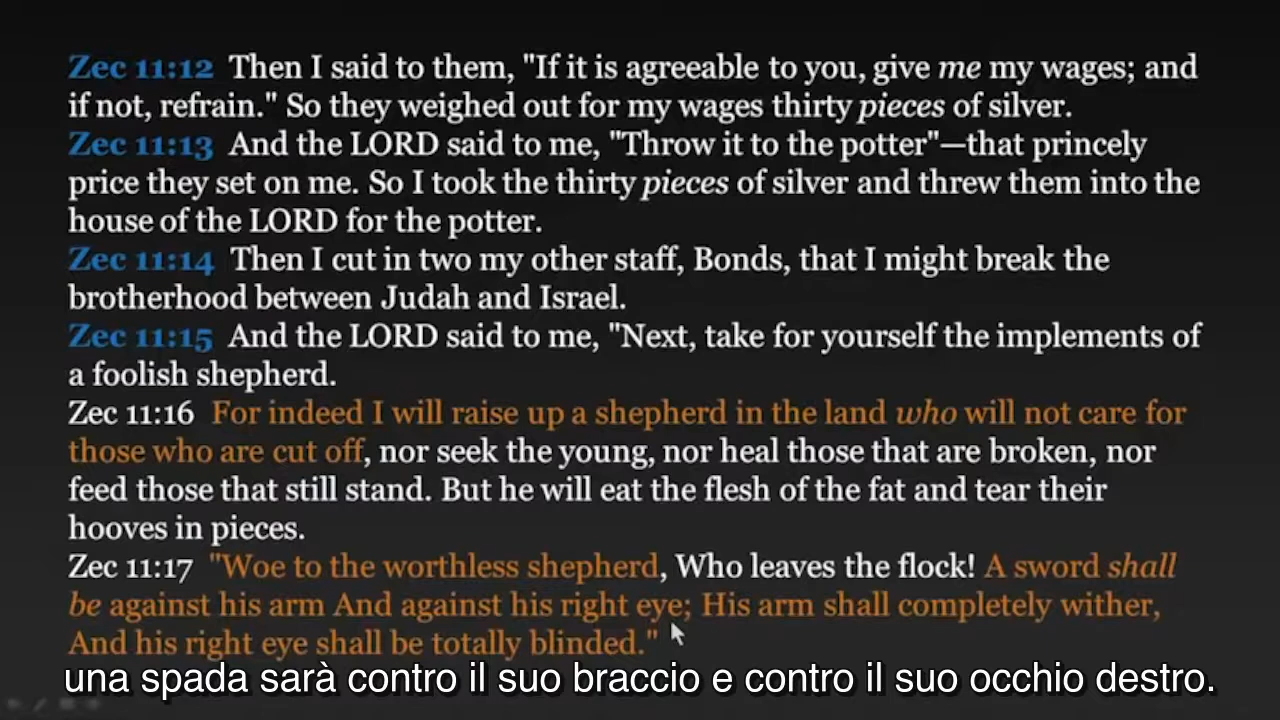 Zec 11:12 Then I said to them, "If it is agreeable to you, give me my wages; and
if not, refrain." So they weighed out for my wages thirty pieces of silver.
Zec 11:13 And the LORD said to me, "Throw it to the potter"—that princely
price they set on me. So I took the thirty pieces of silver and threw them into the
house of the LORD for the potter.
Zec 11:14 Then I cut in two my other staff, Bonds, that I might break the
brotherhood between Judah and Israel.
Zec 11:15 And the LORD said to me, "Next, take for yourself the implements of
a foolish shepherd.
Zec 11:16 For indeed I will raise up a shepherd in the land who will not care for
those who are cut off, nor seek the young, nor heal those that are broken, nor
feed those that still stand. But he will eat the flesh of the fat and tear their
hooves in pieces.
Zec 11:17 "Woe to the worthless shepherd, Who leaves the flock! A sword shall
be against his arm And against his right eye; His arm shall completely wither,
And his right eye shall be totally blinded."
una spada sarà contro il suo braccio e contro il suo occhio destro.